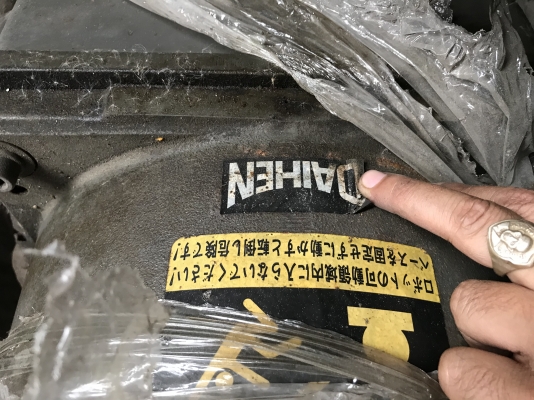 ロボットの可動領域内に入らないでください!
ベースを固定せずに動かすと転倒し危険です!
DAIHEN